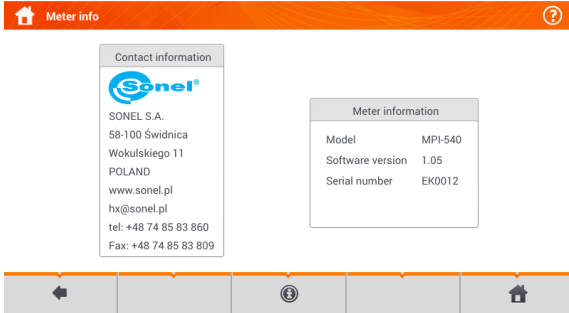 Meter info
?
Contact information
Sonel®
SONEL S.A.
58-100 Świdnica
Wokulskiego 11
POLAND
www.sonel.pl
hx@sonel.pl
tel: +48 74 85 83 860
Fax: +48 74 85 83 809
Meter information
Model MPI-540
Software version 1.05
Serial number EK0012